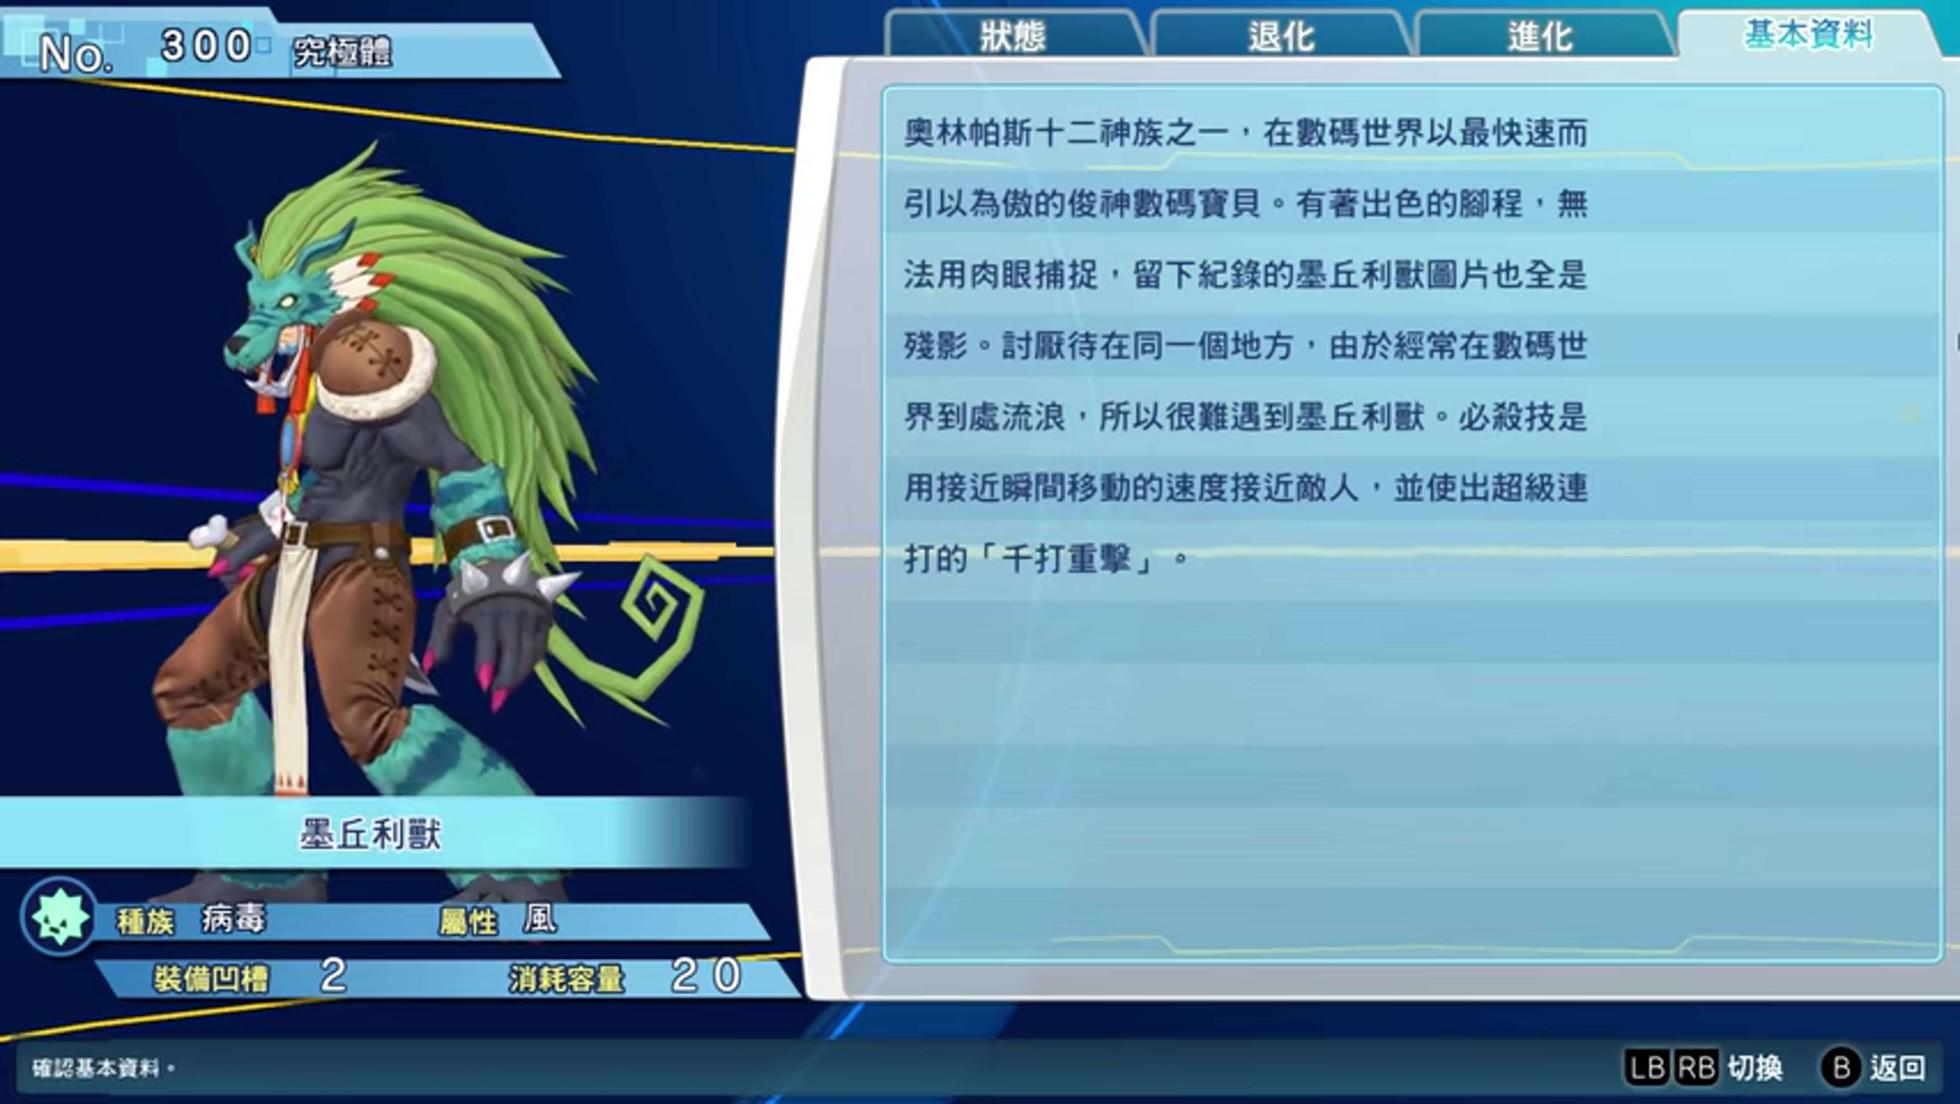 No. 300 究極體
狀態
退化
進化
基本資料
奧林帕斯十二神族之一，在數碼世界以最快速而
引以為傲的俊神數碼寶貝。有著出色的腳程，無
法用肉眼捕捉，留下紀錄的墨丘利獸圖片也全是
殘影。討厭待在同一個地方，由於經常在數碼世
界到處流浪，所以很難遇到墨丘利獸。必殺技是
用接近瞬間移動的速度接近敵人，並使出超級連
打的「千打重擊」。
墨丘利獸
種族 病毒 屬性 風
裝備凹槽 2 消耗容量 20
確認基本資料。
LB RB 切換 B 返回